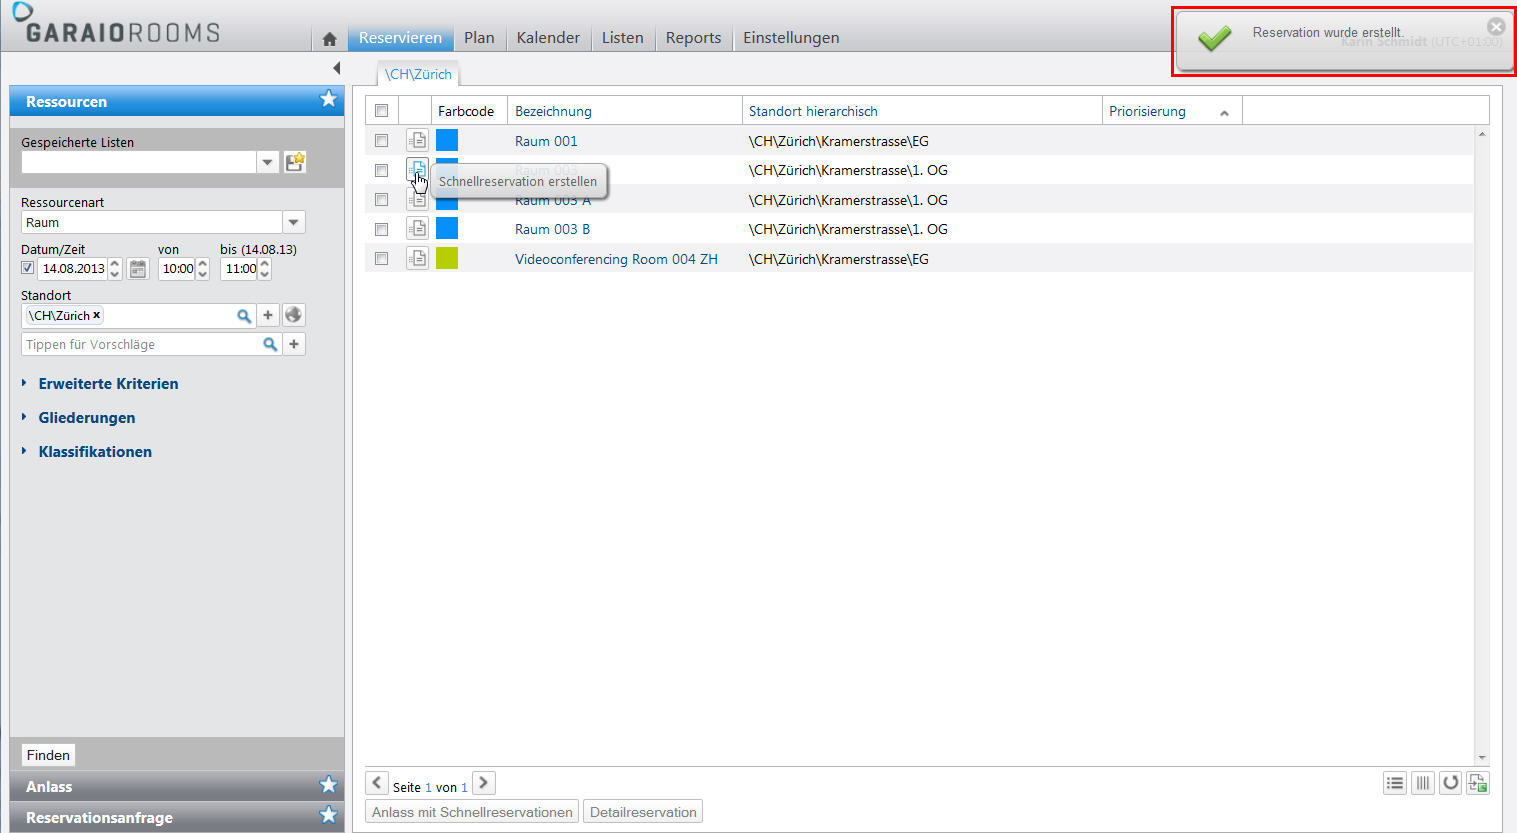 GARAIOROOMS
Reservieren Plan Kalender Listen Reports Einstellungen
Reservation wurde erstellt.
Karin Schmidt (UTC+01:00)
\CH\Zürich
Ressourcen
Gespeicherte Listen
Ressourcenart
Raum
Datum/Zeit von bis (14.08.13)
14.08.2013 10:00 11:00
Standort
\CH\Zürich x
Tippen für Vorschläge
Erweiterte Kriterien
Gliederungen
Klassifikationen
Finden
Anlass
Reservationsanfrage
Farbcode Bezeichnung Standort hierarchisch Priorisierung
Raum 001 \CH\Zürich\Kramerstrasse\EG
Raum 003 \CH\Zürich\Kramerstrasse\1. OG
Schnellreservation erstellen
Raum 003 A \CH\Zürich\Kramerstrasse\1. OG
Raum 003 B \CH\Zürich\Kramerstrasse\1. OG
Videoconferencing Room 004 ZH \CH\Zürich\Kramerstrasse\EG
Seite 1 von 1
Anlass mit Schnellreservationen Detailreservation